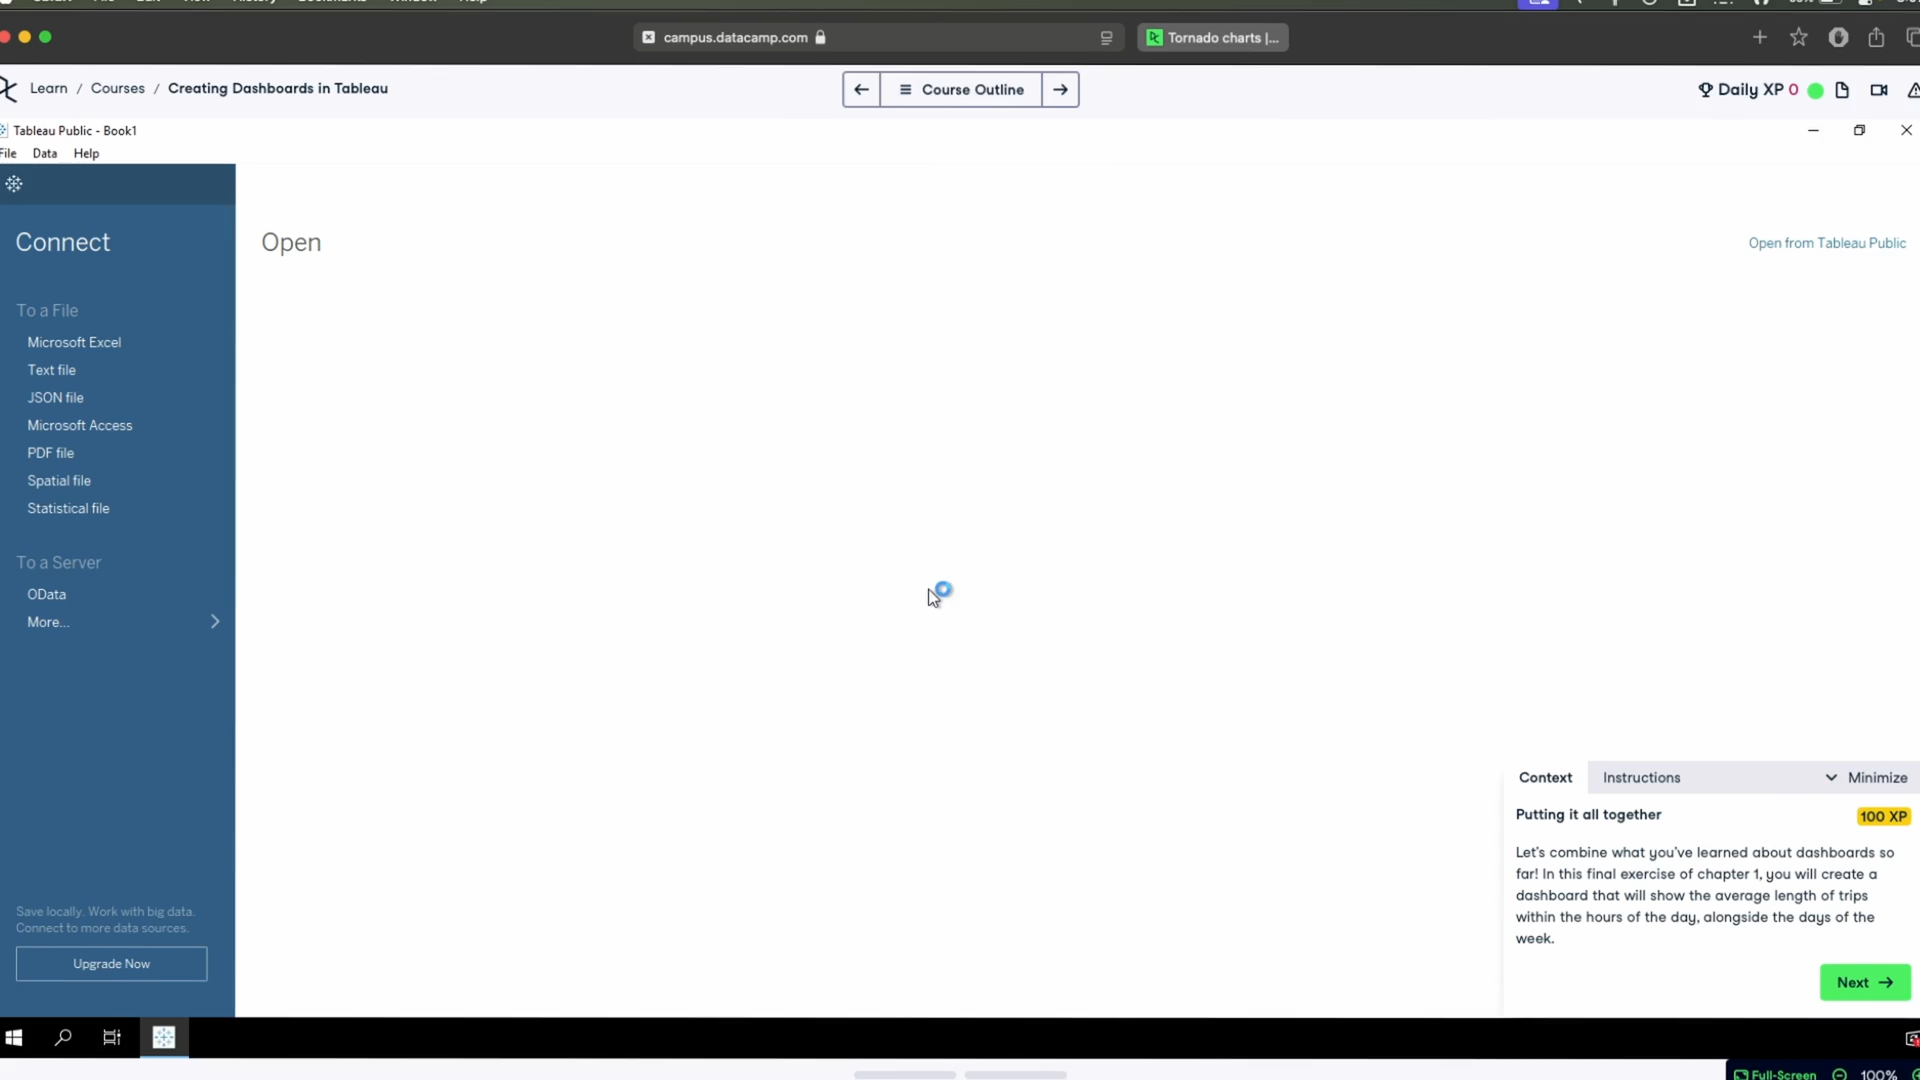 campus.datacamp.com
Tornado charts |...
Learn / Courses / Creating Dashboards in Tableau
Course Outline
Daily XP 0
Tableau Public - Book1
File Data Help
Connect
Open
Open from Tableau Public
To a File
Microsoft Excel
Text file
JSON file
Microsoft Access
PDF file
Spatial file
Statistical file
To a Server
OData
More...
Context
Instructions
Minimize
Putting it all together
100 XP
Let's combine what you've learned about dashboards so
far! In this final exercise of chapter 1, you will create a
dashboard that will show the average length of trips
within the hours of the day, alongside the days of the
week.
Save locally. Work with big data.
Connect to more data sources.
Upgrade Now
Next
Full-Screen
100%